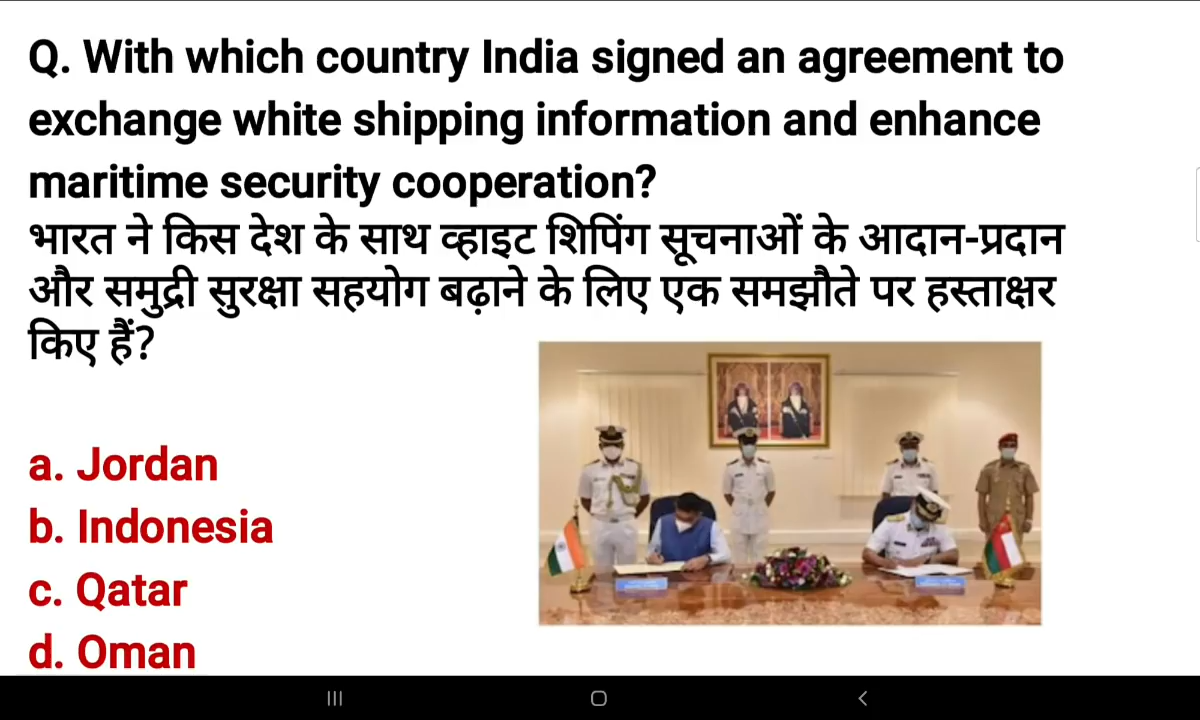 Q. With which country India signed an agreement to
exchange white shipping information and enhance
maritime security cooperation?
भारत ने किस देश के साथ व्हाइट शिपिंग सूचनाओं के आदान-प्रदान
और समुद्री सुरक्षा सहयोग बढ़ाने के लिए एक समझौते पर हस्ताक्षर
किए हैं?
a. Jordan
b. Indonesia
c. Qatar
d. Oman